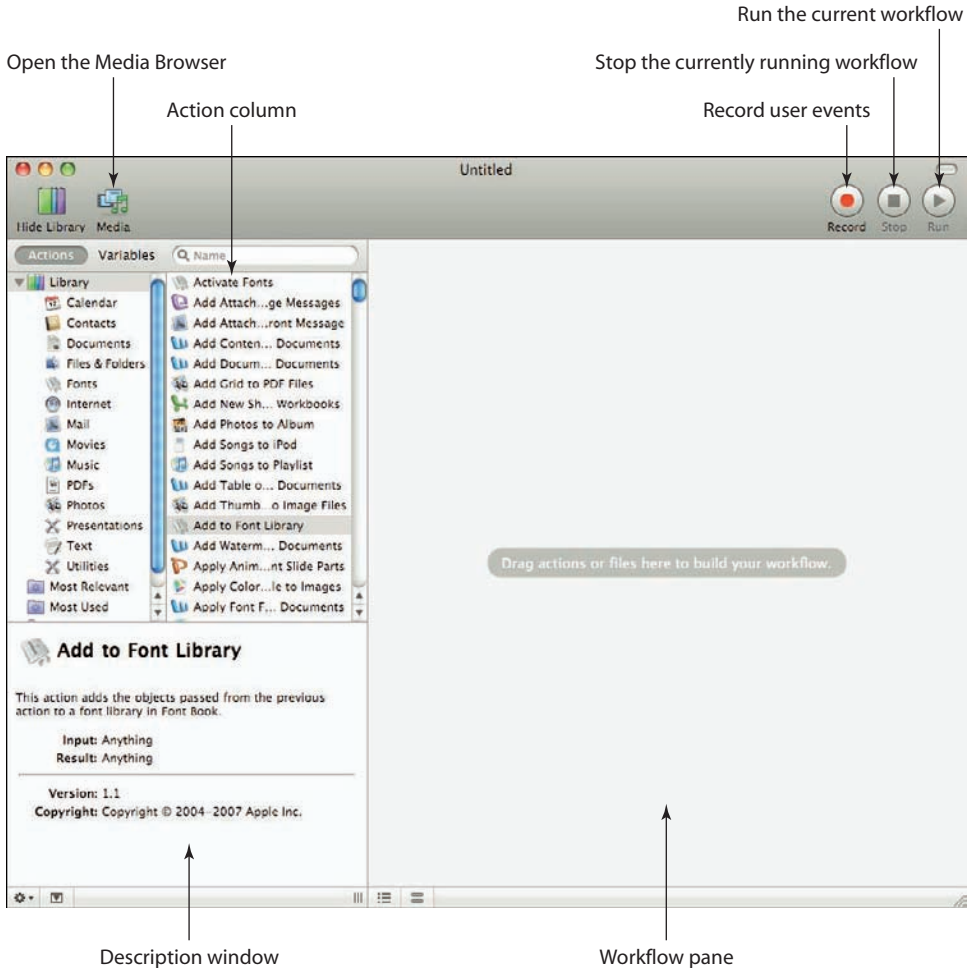 Run the current workflow
Open the Media Browser
Stop the currently running workflow
Action column
Record user events
Untitled
Hide Library
Media
Record
Stop
Run
Actions
Variables
Name
Library
Calendar
Contacts
Documents
Files & Folders
Fonts
Internet
Mail
Movies
Music
PDFs
Photos
Presentations
Text
Utilities
Most Relevant
Most Used
Activate Fonts
Add Attach...ge Messages
Add Attach...ront Message
Add Conten... Documents
Add Docum... Documents
Add Grid to PDF Files
Add New Sh... Workbooks
Add Photos to Album
Add Songs to iPod
Add Songs to Playlist
Add Table o... Documents
Add Thumb...o Image Files
Add to Font Library
Add Waterm... Documents
Apply Anim...nt Slide Parts
Apply Color...le to Images
Apply Font F... Documents
Drag actions or files here to build your workflow.
Add to Font Library
This action adds the objects passed from the previous
action to a font library in Font Book.
Input: Anything
Result: Anything
Version: 1.1
Copyright: Copyright © 2004–2007 Apple Inc.
Description window
Workflow pane